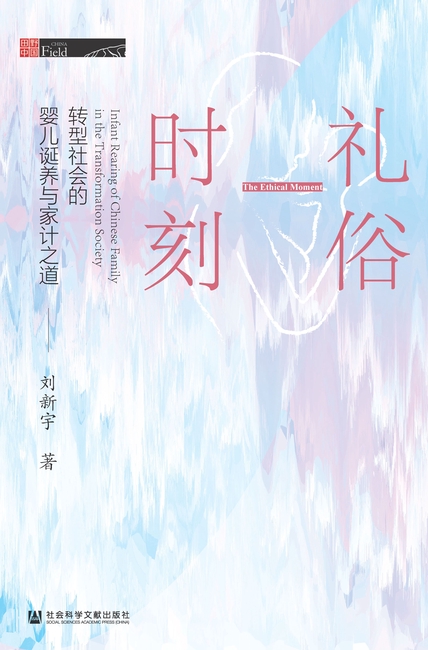 田野
中国
CHINA
Field
礼俗
时刻
The Ethical Moment
Infant Rearing of Chinese Family
in the Transformation Society
转型社会的
婴儿诞养与家计之道
——
刘新宇 著
社会科学文献出版社
SOCIAL SCIENCES ACADEMIC PRESS (CHINA)